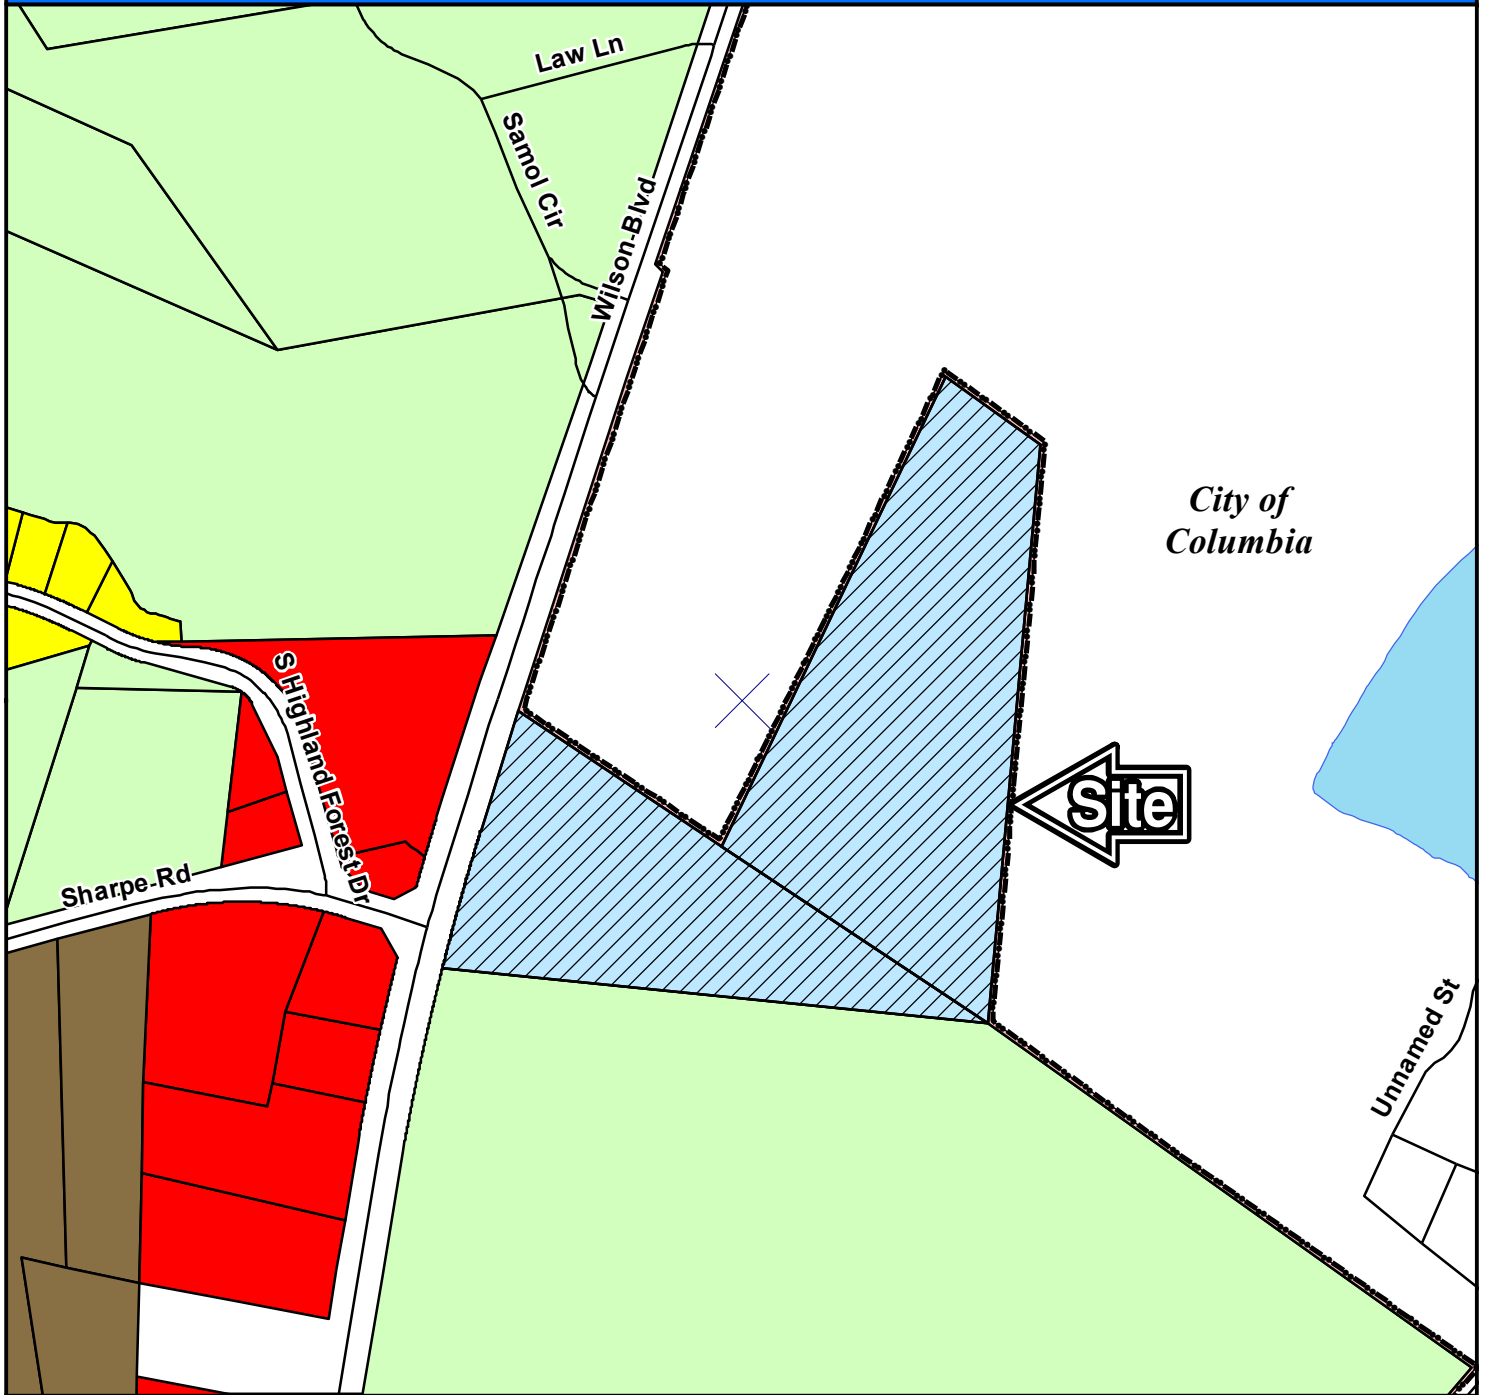 Law Ln
Samol Cir
Wilson Blvd
City of
Columbia
S Highland Forest Dr
Site
Sharpe Rd
Unnamed St